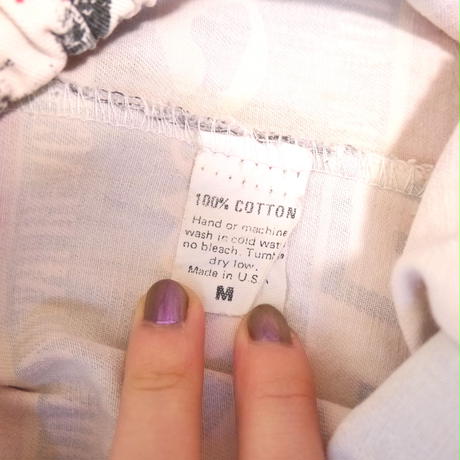 100% COTTON
Hand or machine
wash in cold wat
no bleach. Tumb
dry low.
Made in U.S.A
M